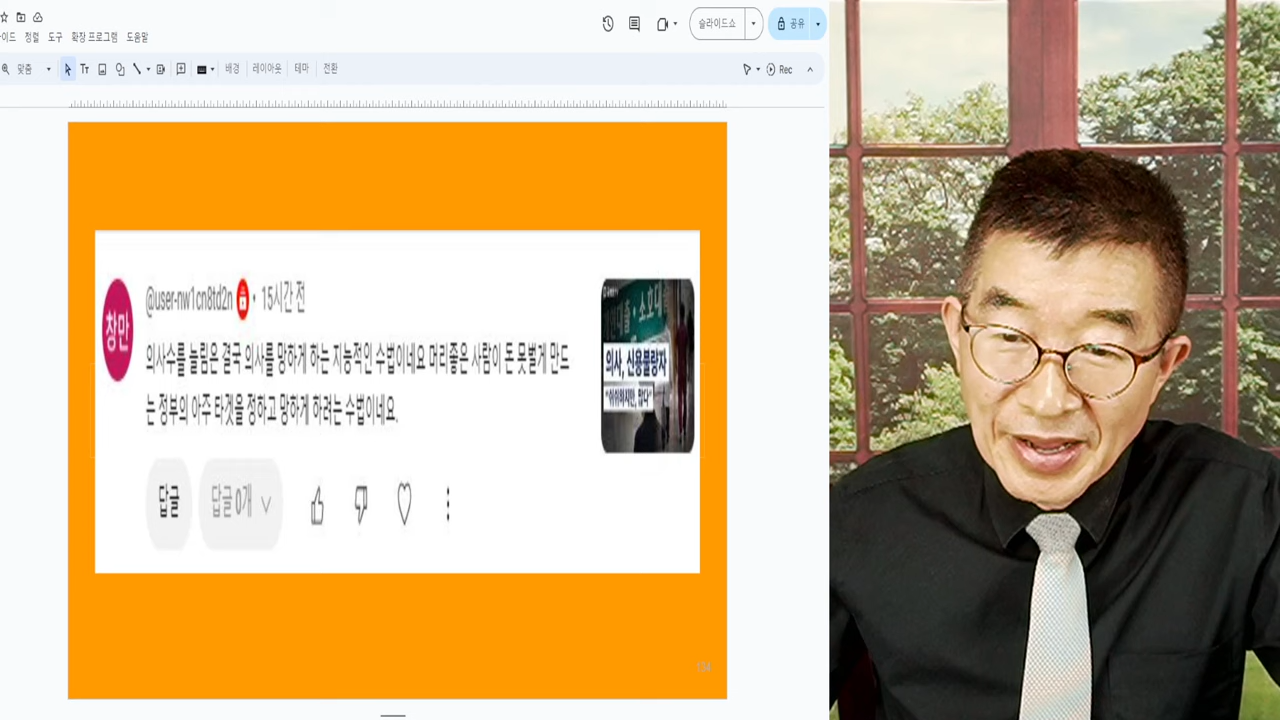 이드 정렬 도구 확장 프로그램 도움말
슬라이드쇼
공유
맞춤
Tт
배경 레이아웃 테마 전환
Rec
창만
@user-nw1cn8td2n · 15시간 전
의사수를 늘림은 결국 의사를 망하게 하는 지능적인 수법이네요 머리좋은 사람이 돈 못벌게 만드
는 정부의 아주 타겟을 정하고 망하게 하려는 수법이네요.
의사, 신용불량자
답글
답글 0개
134